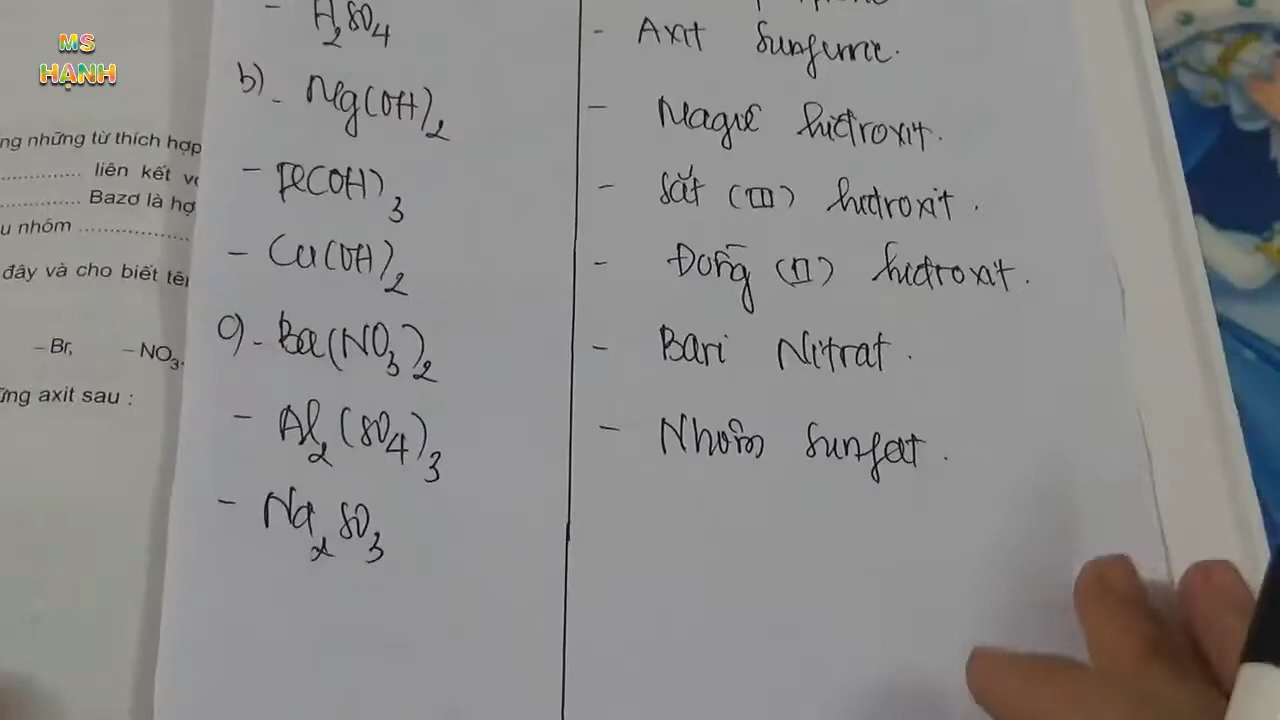 MS
HẠNH
- H2SO4
- Axit Sunfuric.
b) - Mg(OH)2
- Magie hidroxit.
- Fe(OH)3
- Sắt (III) hidroxit.
- Cu(OH)2
- Đồng (II) hidroxit.
c) - Ba(NO3)2
- Bari Nitrat.
- Al2(SO4)3
- Nhôm Sunfat.
- Na2SO3
ng những từ thích hợp
............. liên kết vớ
............. Bazơ là hợ
u nhóm ...................
đây và cho biết tên
–Br, –NO3.
ững axit sau :